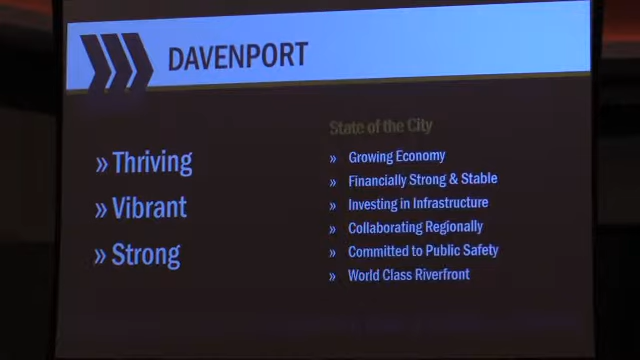 DAVENPORT
» Thriving
» Vibrant
» Strong
State of the City
» Growing Economy
» Financially Strong & Stable
» Investing in Infrastructure
» Collaborating Regionally
» Committed to Public Safety
» World Class Riverfront